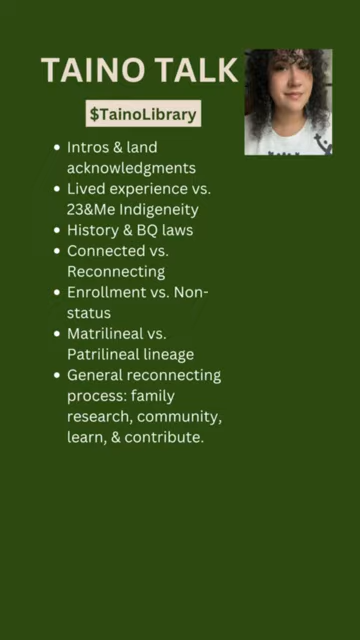 TAINO TALK
$TainoLibrary
• Intros & land
acknowledgments
• Lived experience vs.
23&Me Indigeneity
• History & BQ laws
• Connected vs.
Reconnecting
• Enrollment vs. Non-
status
• Matrilineal vs.
Patrilineal lineage
• General reconnecting
process: family
research, community,
learn, & contribute.